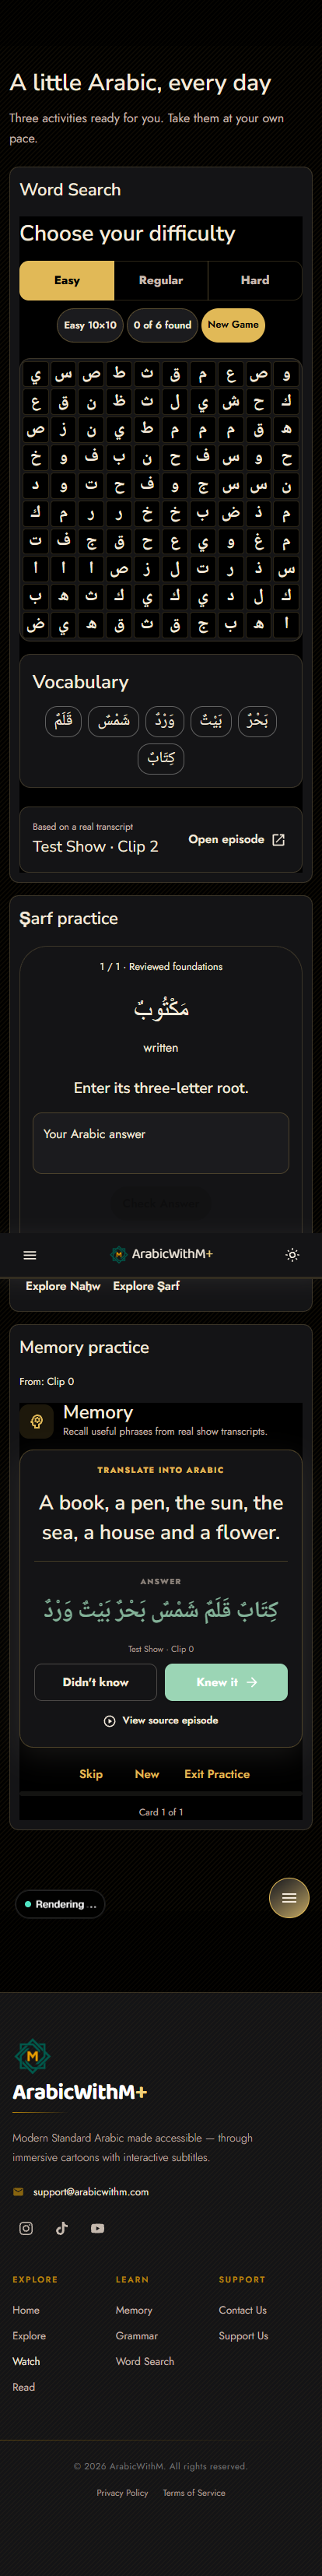 A little Arabic, every day
Three activities ready for you. Take them at your own
pace.
Word Search
Choose your difficulty
Easy Regular Hard
Easy 10x10 0 of 6 found New Game
و ص ع م ق ث ط ص س ي
ك ح ش ي ل ث ظ ن ق ع
ه ق م م م ط ي ن ز ص
ح و س ف ح ن ب ف و خ
ن س س ج و ف ح ت و د
م ذ ض ب خ خ ر ر م ك
م غ و ي ع ح ق ج ف ت
س ذ ر ت ل ز ص ا ا ا
ك ل د ي ك ي ك ث ه ب
ا ه ب ج ق ث ق ه ي ض
Vocabulary
بَحْرٌ بَيْتٌ وَرْدٌ شَمْسٌ قَلَمٌ
كِتَابٌ
Based on a real transcript
Test Show · Clip 2
Open episode
Ṣarf practice
1 / 1 · Reviewed foundations
مَكْتُوبٌ
written
Enter its three-letter root.
Your Arabic answer
ArabicWithM+
Explore Naḥw Explore Ṣarf
Memory practice
From: Clip 0
Memory
Recall useful phrases from real show transcripts.
TRANSLATE INTO ARABIC
A book, a pen, the sun, the
sea, a house and a flower.
ANSWER
كِتَابٌ قَلَمٌ شَمْسٌ بَحْرٌ بَيْتٌ وَرْدٌ
Test Show · Clip 0
Didn't know Knew it
View source episode
Skip New Exit Practice
Card 1 of 1
Rendering ...
M
ArabicWithM+
Modern Standard Arabic made accessible — through
immersive cartoons with interactive subtitles.
support@arabicwithm.com
EXPLORE LEARN SUPPORT
Home Memory Contact Us
Explore Grammar Support Us
Watch Word Search
Read
© 2026 ArabicWithM. All rights reserved.
Privacy Policy Terms of Service